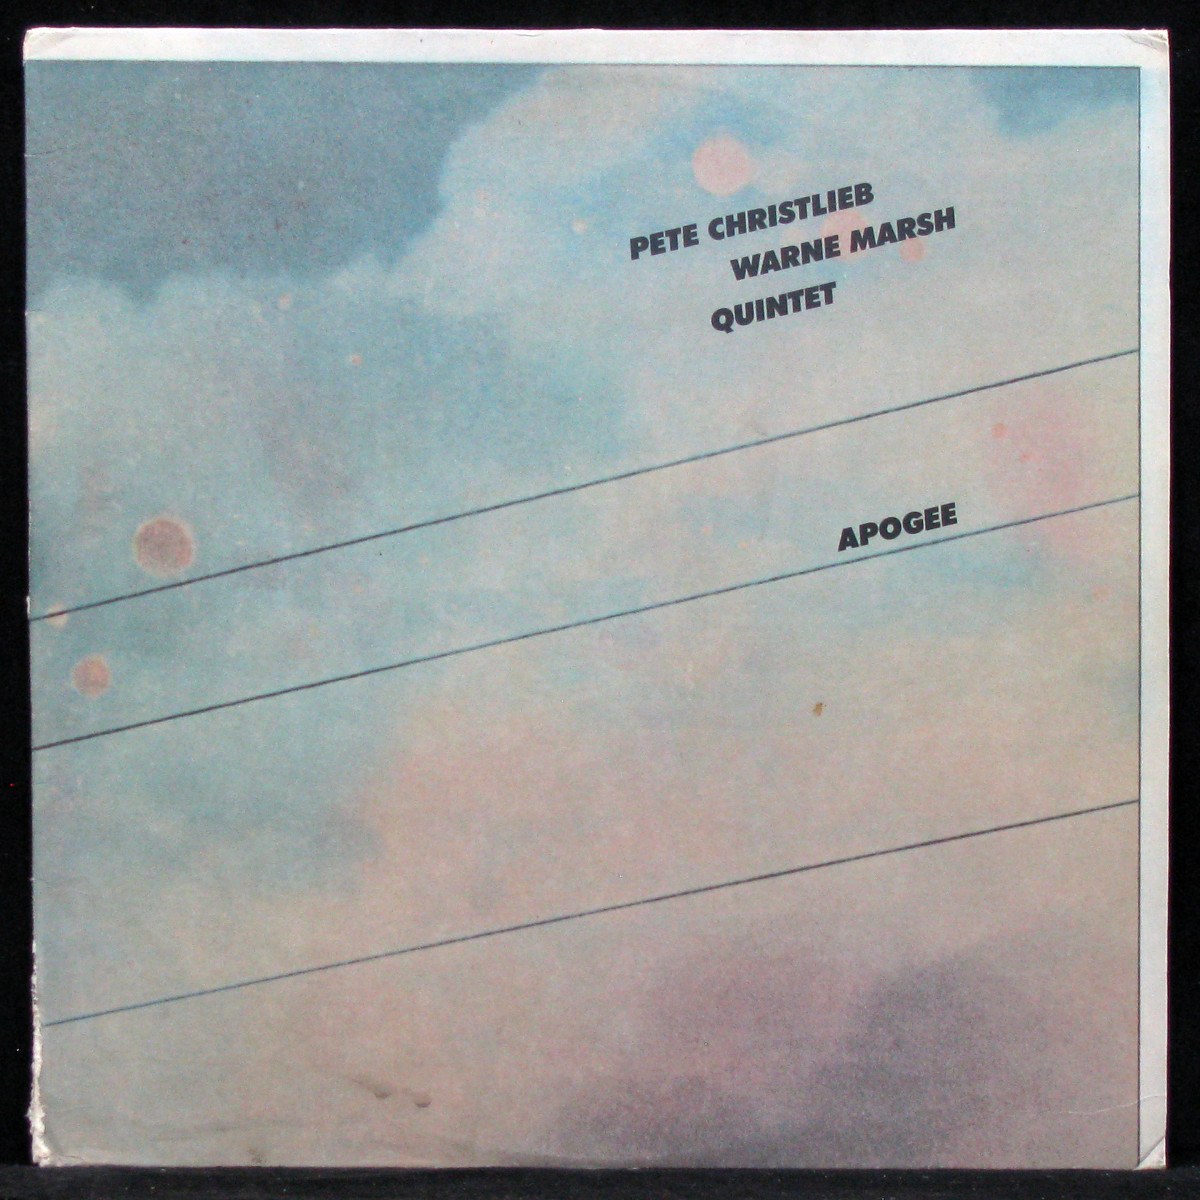 PETE CHRISTLIEB
WARNE MARSH
QUINTET
APOGEE